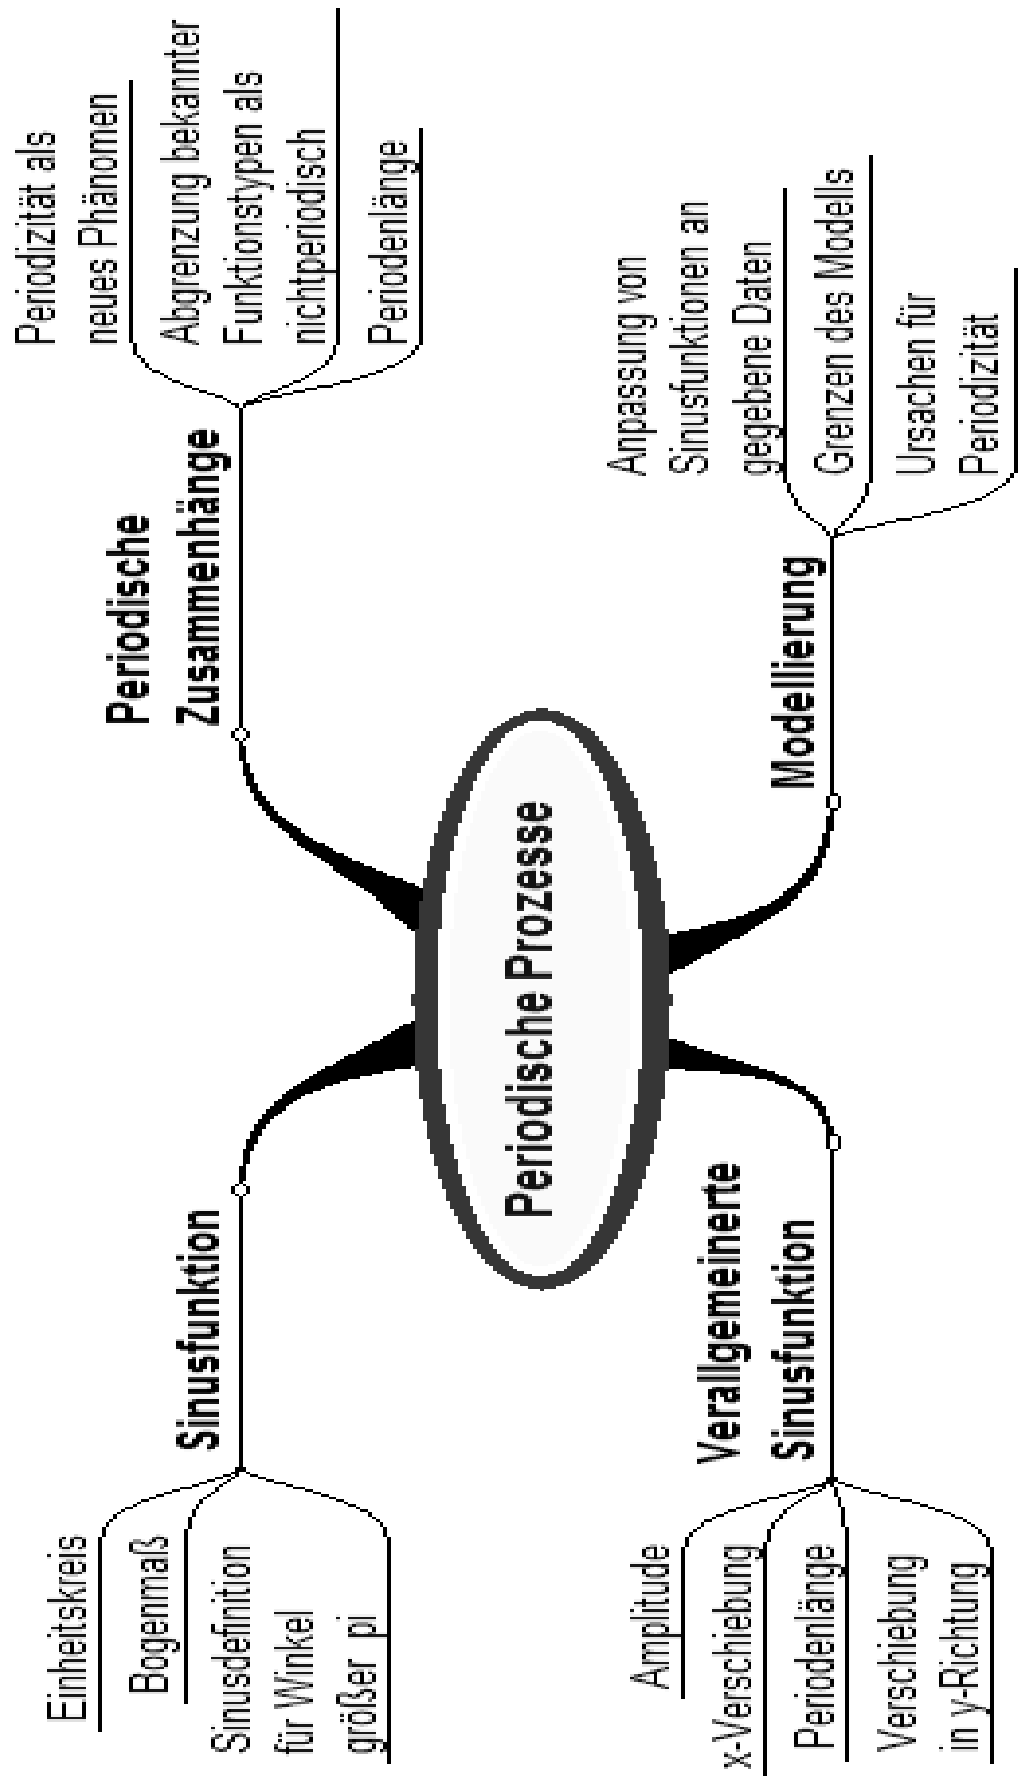 Einheitskreis
Bogenmaß
Sinusdefinition
für Winkel
größer pi
Sinusfunktion
Periodische
Zusammenhänge
Periodizität als
neues Phänomen
Abgrenzung bekannter
Funktionstypen als
nichtperiodisch
Periodenlänge
Periodische Prozesse
Amplitude
x-Verschiebung
Periodenlänge
Verschiebung
in y-Richtung
Verallgemeinerte
Sinusfunktion
Modellierung
Anpassung von
Sinusfunktionen an
gegebene Daten
Grenzen des Modells
Ursachen für
Periodizität